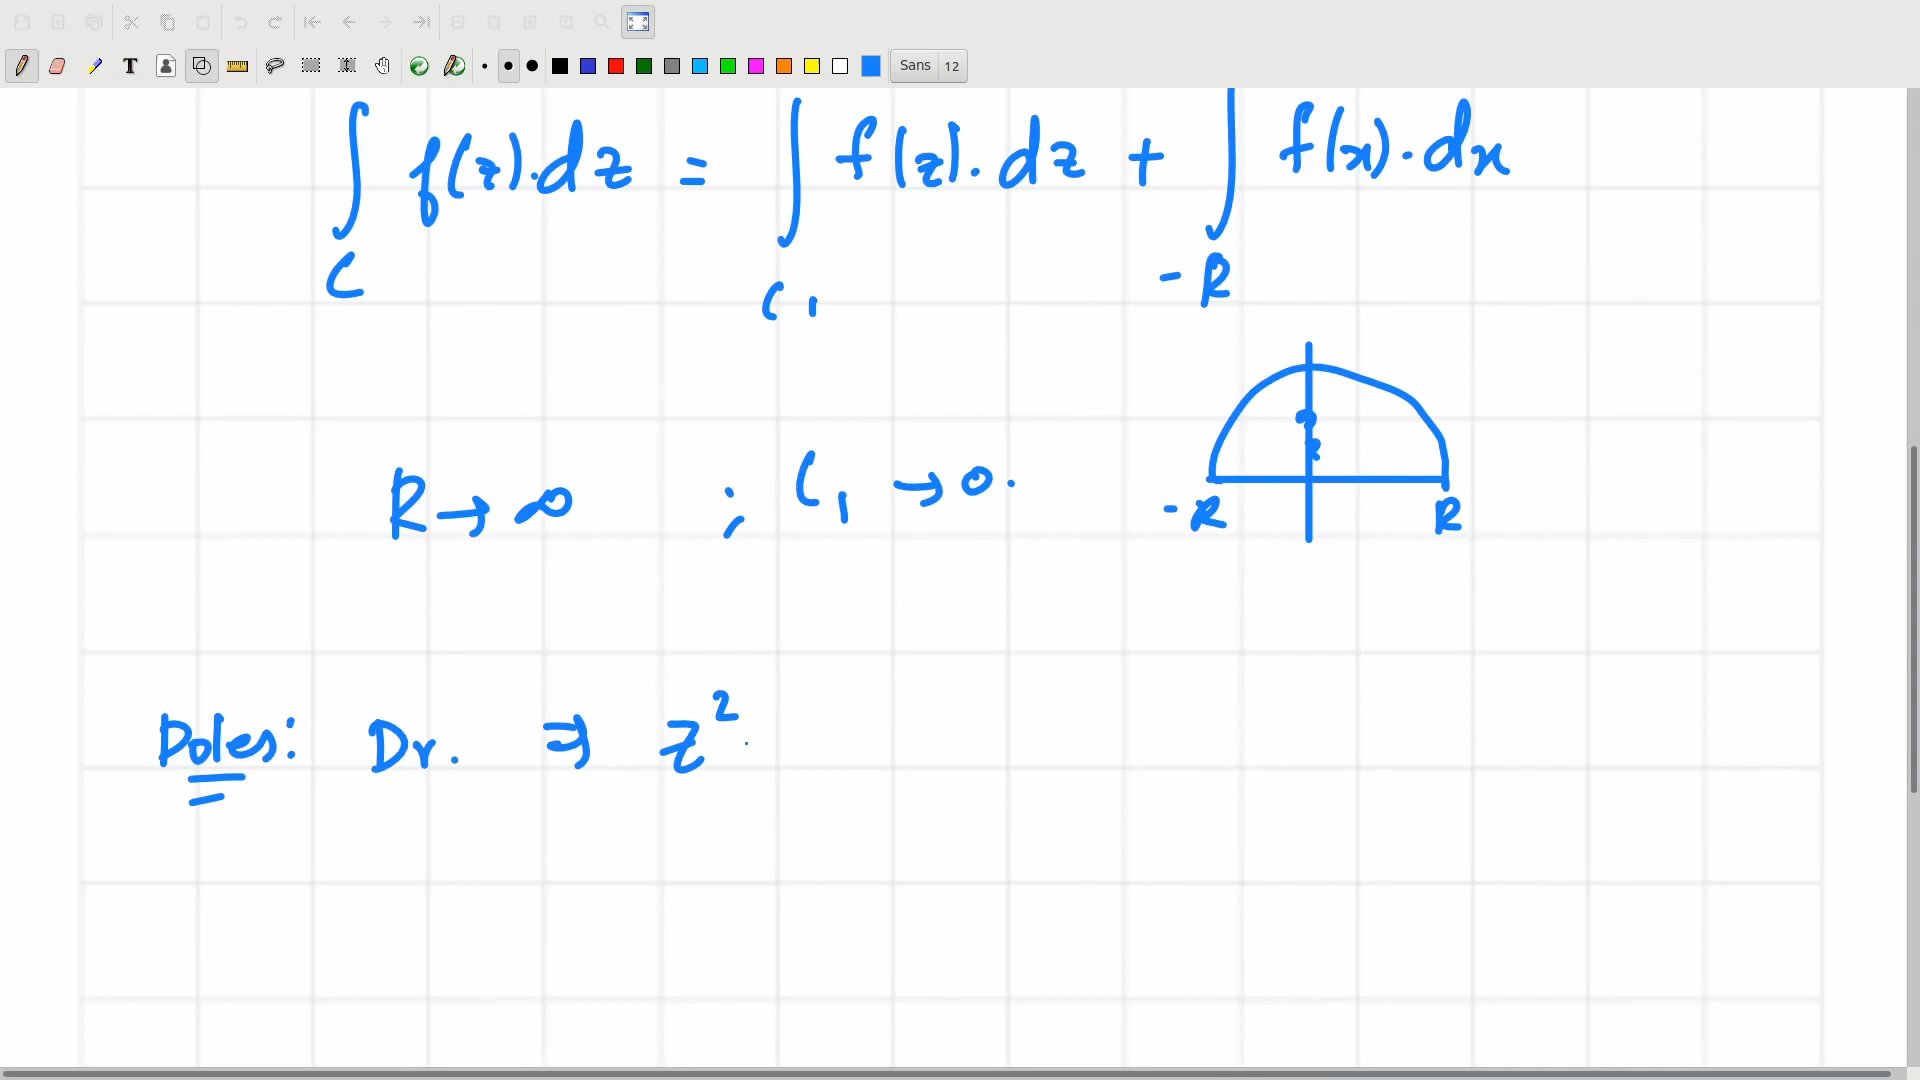 T Sans 12
∫ f(z).dz = ∫ f(z).dz + ∫ f(x).dx
C C₁ -R
R → ∞ ; C₁ → 0.
-R R
Poles: Dr. ⇒ z²